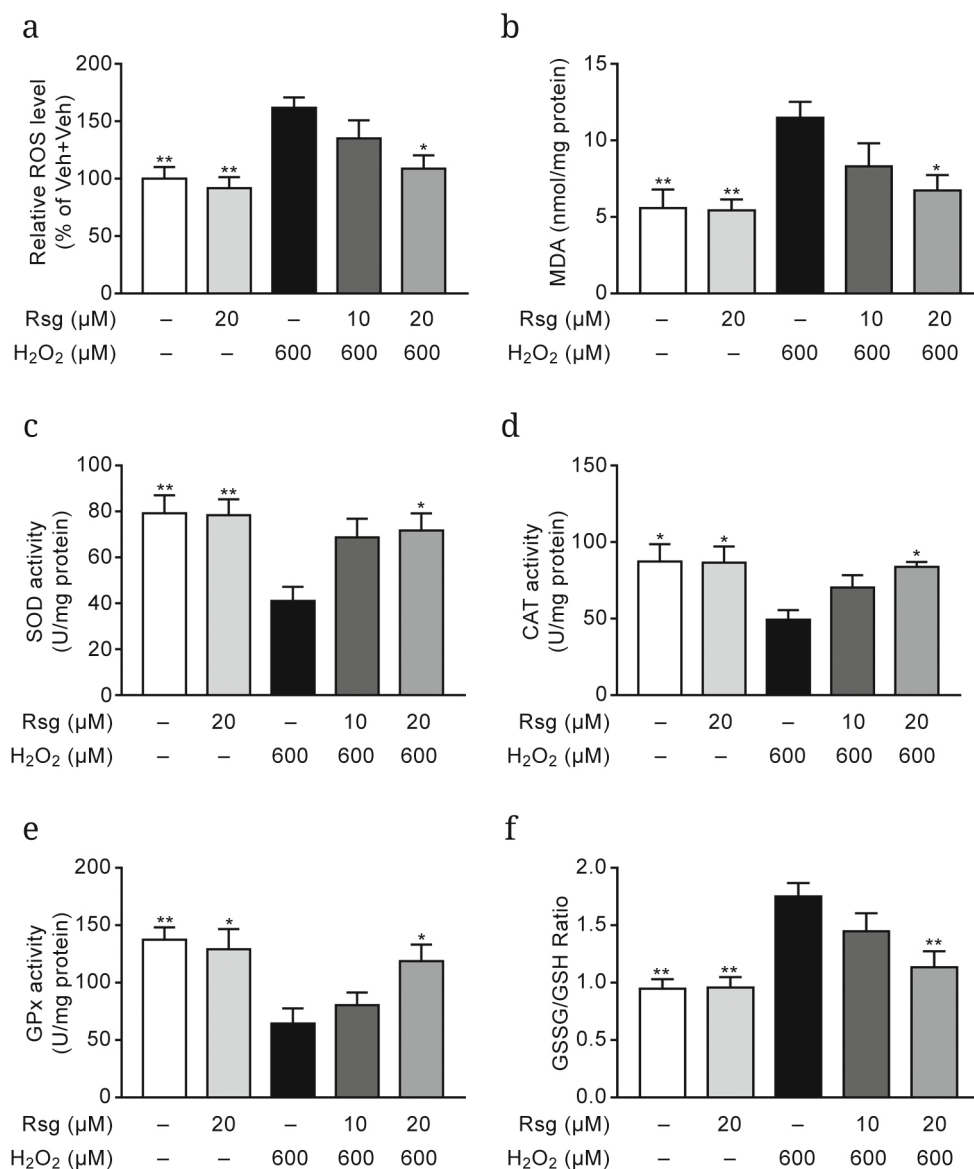 a
Relative ROS level
(% of Veh+Veh)
200
150
100
50
0
** ** *
Rsg (µM) – 20 – 10 20
H₂O₂ (µM) – – 600 600 600
b
MDA (nmol/mg protein)
15
10
5
0
** ** *
Rsg (µM) – 20 – 10 20
H₂O₂ (µM) – – 600 600 600
c
SOD activity
(U/mg protein)
100
80
60
40
20
0
** ** *
Rsg (µM) – 20 – 10 20
H₂O₂ (µM) – – 600 600 600
d
CAT activity
(U/mg protein)
150
100
50
0
* * *
Rsg (µM) – 20 – 10 20
H₂O₂ (µM) – – 600 600 600
e
GPx activity
(U/mg protein)
200
150
100
50
0
** * *
Rsg (µM) – 20 – 10 20
H₂O₂ (µM) – – 600 600 600
f
GSSG/GSH Ratio
2.0
1.5
1.0
0.5
0.0
** ** **
Rsg (µM) – 20 – 10 20
H₂O₂ (µM) – – 600 600 600